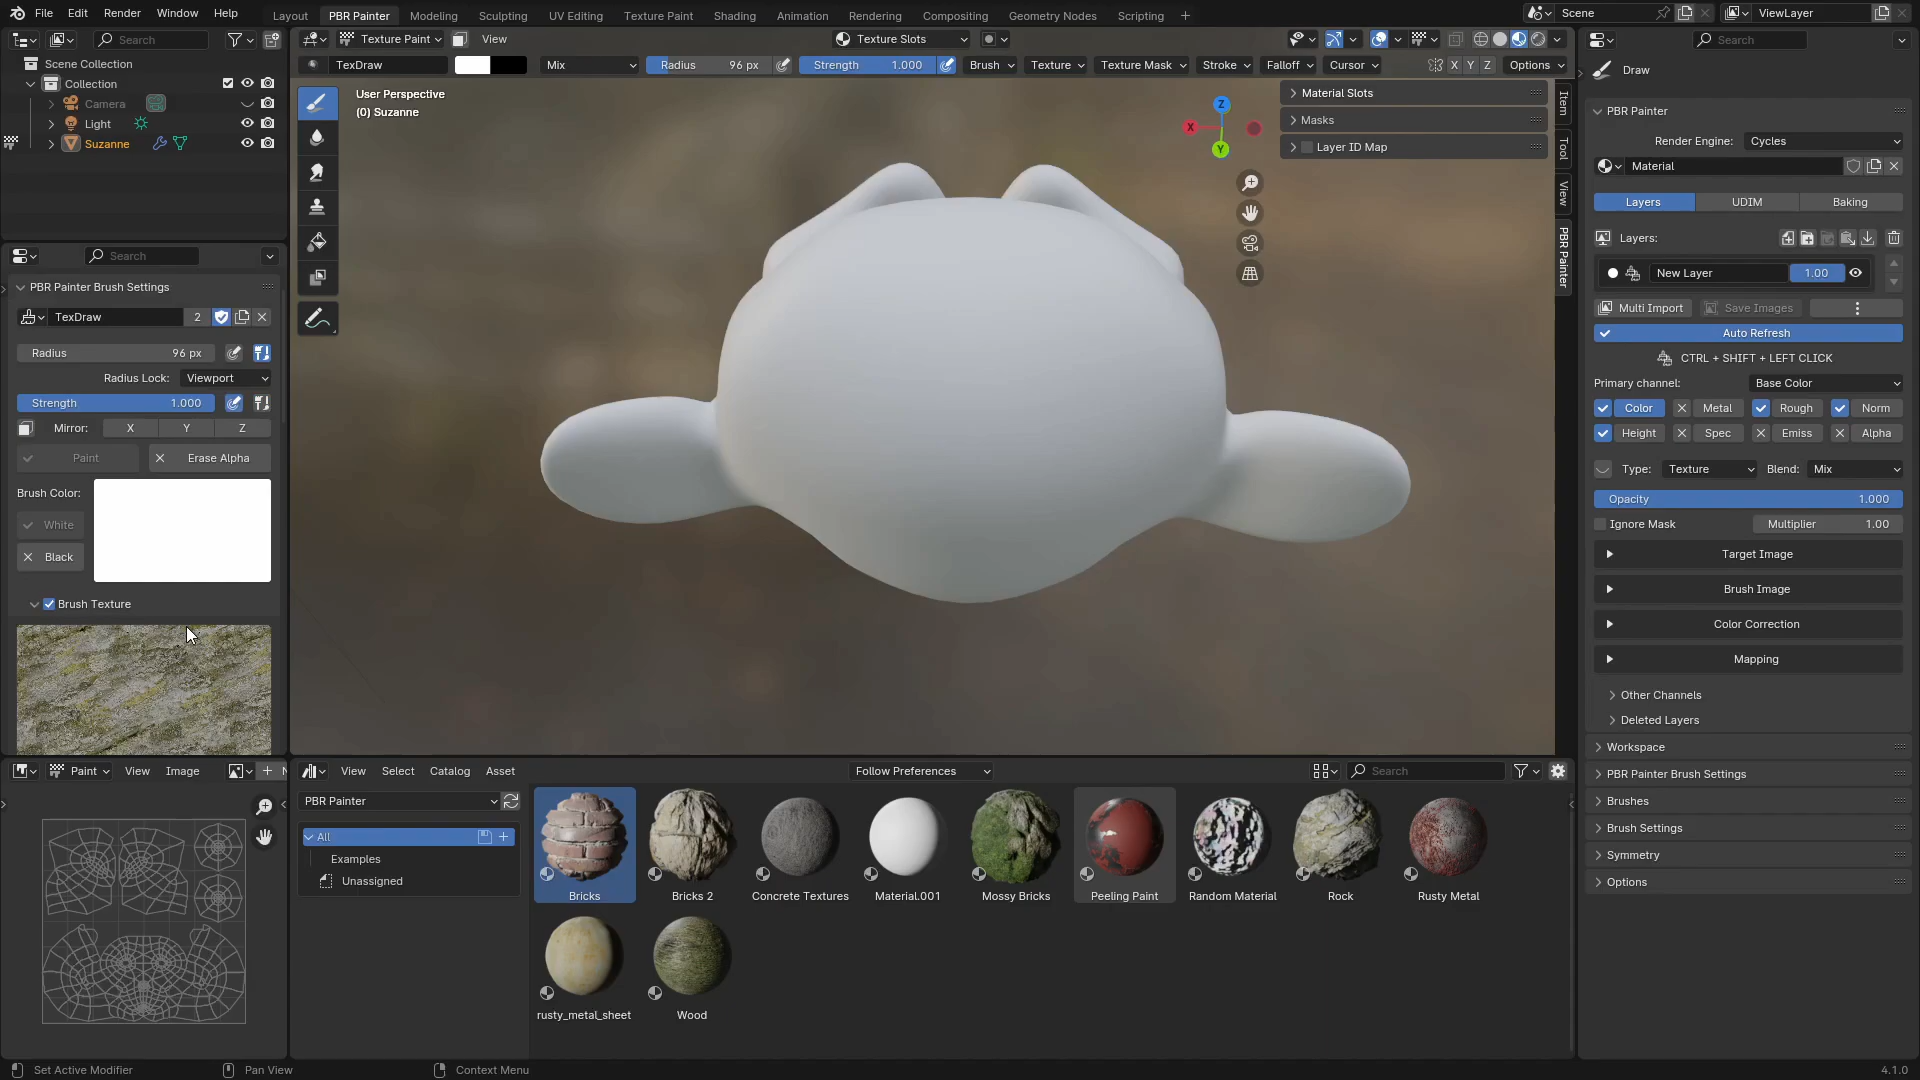 File Edit Render Window Help Layout PBR Painter Modeling Sculpting UV Editing Texture Paint Shading Animation Rendering Compositing Geometry Nodes Scripting + Scene ViewLayer
Search
Scene Collection
Collection
Camera
Light
Suzanne
Texture Paint View Texture Slots
TexDraw Mix Radius 96 px Strength 1.000 Brush Texture Texture Mask Stroke Falloff Cursor X Y Z Options
User Perspective
(0) Suzanne
Z
X
Y
Material Slots
Masks
Layer ID Map
Item
Tool
View
PBR Painter
Search
PBR Painter Brush Settings
TexDraw 2
Radius 96 px
Radius Lock: Viewport
Strength 1.000
Mirror: X Y Z
Paint Erase Alpha
Brush Color:
White
Black
Brush Texture
Search
Draw
PBR Painter
Render Engine: Cycles
Material
Layers UDIM Baking
Layers:
New Layer 1.00
Multi Import Save Images
Auto Refresh
CTRL + SHIFT + LEFT CLICK
Primary channel: Base Color
Color Metal Rough Norm
Height Spec Emiss Alpha
Type: Texture Blend: Mix
Opacity 1.000
Ignore Mask Multiplier 1.00
Target Image
Brush Image
Color Correction
Mapping
Other Channels
Deleted Layers
Workspace
PBR Painter Brush Settings
Brushes
Brush Settings
Symmetry
Options
Paint View Image + N
View Select Catalog Asset Follow Preferences Search
PBR Painter
All +
Examples
Unassigned
Bricks Bricks 2 Concrete Textures Material.001 Mossy Bricks Peeling Paint Random Material Rock Rusty Metal
rusty_metal_sheet Wood
Set Active Modifier Pan View Context Menu 4.1.0